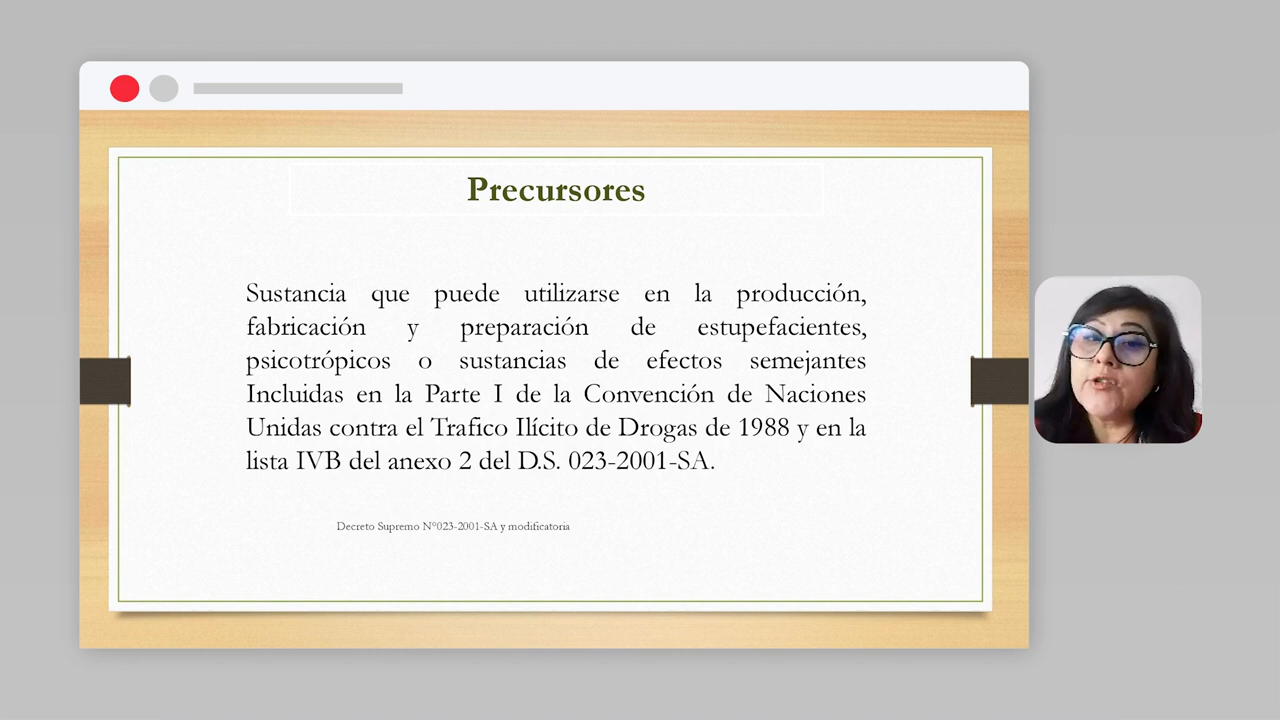 Precursores
Sustancia que puede utilizarse en la producción,
fabricación y preparación de estupefacientes,
psicotrópicos o sustancias de efectos semejantes
Incluidas en la Parte I de la Convención de Naciones
Unidas contra el Trafico Ilícito de Drogas de 1988 y en la
lista IVB del anexo 2 del D.S. 023-2001-SA.
Decreto Supremo N°023-2001-SA y modificatoria